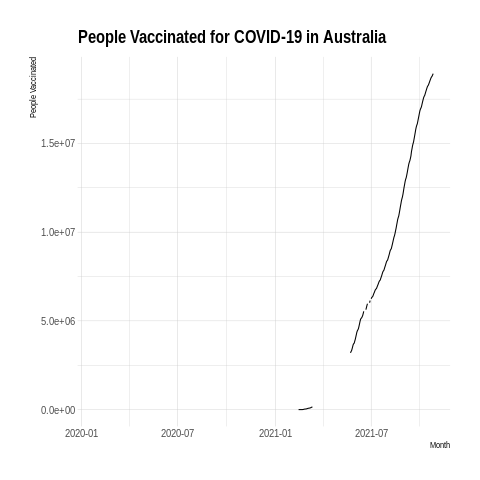 People Vaccinated for COVID-19 in Australia
People Vaccinated
1.5e+07
1.0e+07
5.0e+06
0.0e+00
2020-01 2020-07 2021-01 2021-07
Month